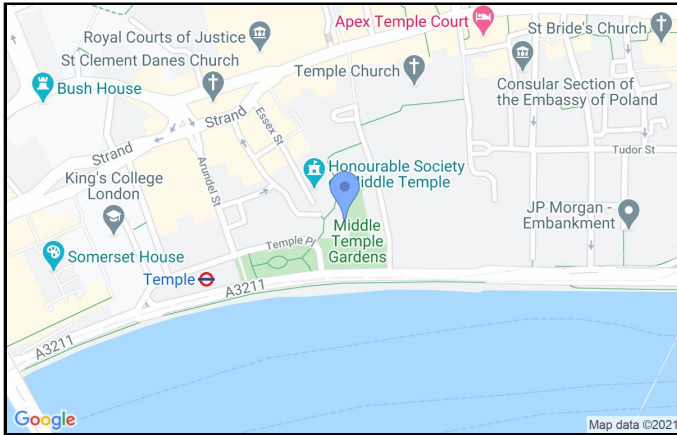 Apex Temple Court
Royal Courts of Justice
St Bride's Church
St Clement Danes Church
Temple Church
Bush House
Consular Section of
the Embassy of Poland
Strand
Essex St
Strand
Tudor St
Arundel St
Honourable Society
Middle Temple
King's College
London
JP Morgan -
Embankment
Middle
Temple
Gardens
Somerset House
Temple Pl
Temple
A3211
A3211
Google
Map data ©2021